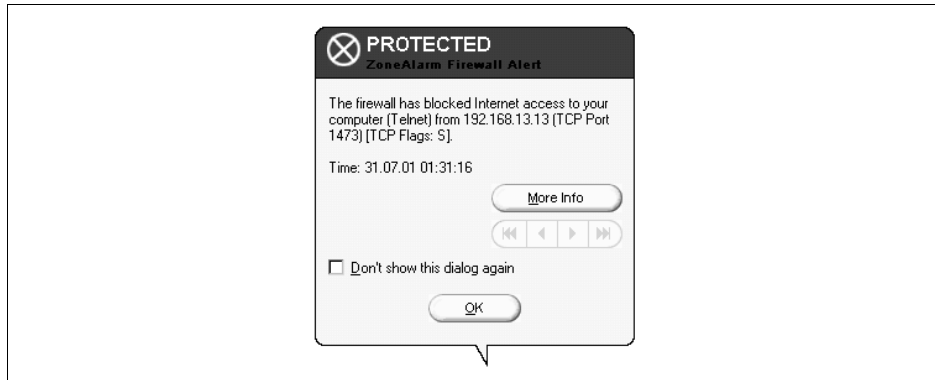 PROTECTED
ZoneAlarm Firewall Alert
The firewall has blocked Internet access to your
computer (Telnet) from 192.168.13.13 (TCP Port
1473) [TCP Flags: S].
Time: 31.07.01 01:31:16
More Info
Don't show this dialog again
OK